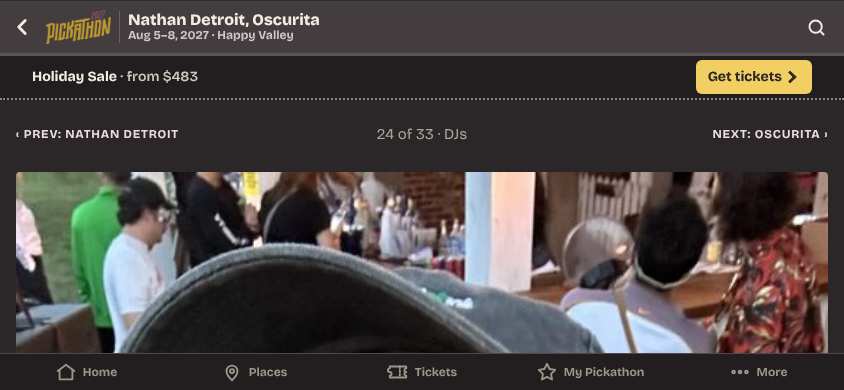 PICKATHON
Nathan Detroit, Oscurita
Aug 5–8, 2027 · Happy Valley
Holiday Sale · from $483
Get tickets
‹ PREV: NATHAN DETROIT
24 of 33 · DJs
NEXT: OSCURITA ›
Home
Places
Tickets
My Pickathon
More